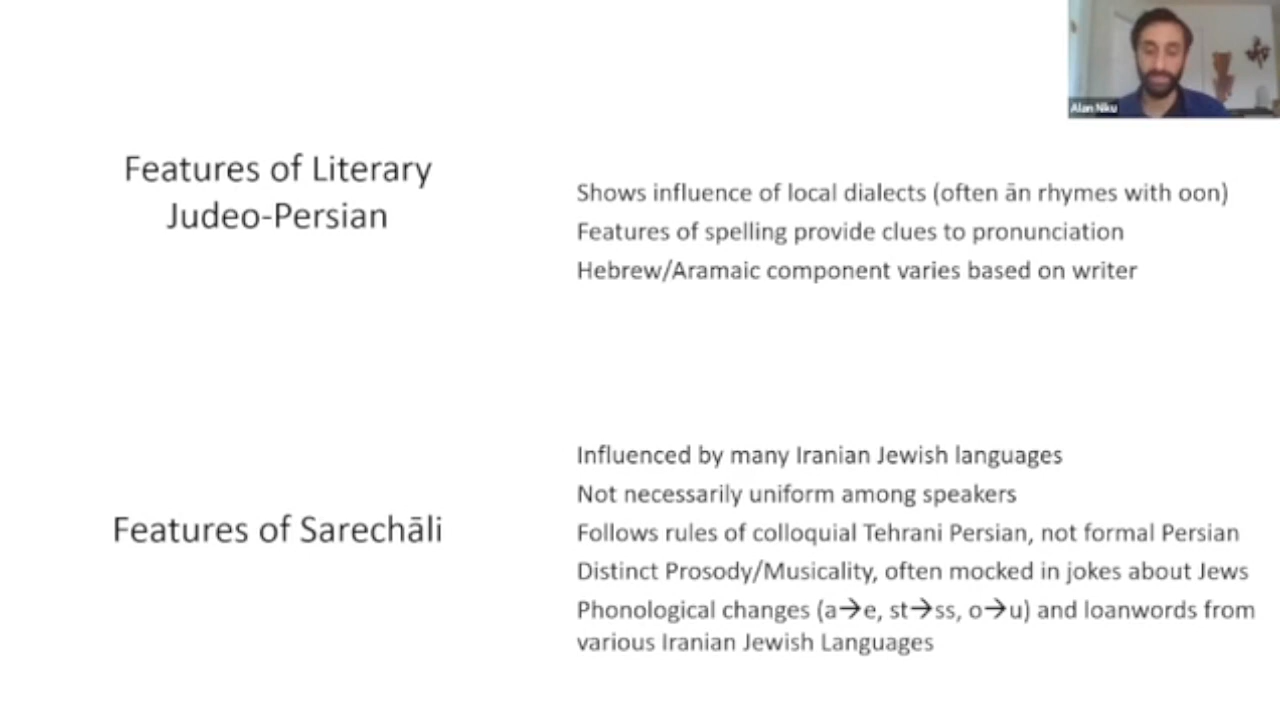 Alan Niku
Features of Literary
Judeo-Persian
Shows influence of local dialects (often ān rhymes with oon)
Features of spelling provide clues to pronunciation
Hebrew/Aramaic component varies based on writer
Features of Sarechāli
Influenced by many Iranian Jewish languages
Not necessarily uniform among speakers
Follows rules of colloquial Tehrani Persian, not formal Persian
Distinct Prosody/Musicality, often mocked in jokes about Jews
Phonological changes (a→e, st→ss, o→u) and loanwords from
various Iranian Jewish Languages